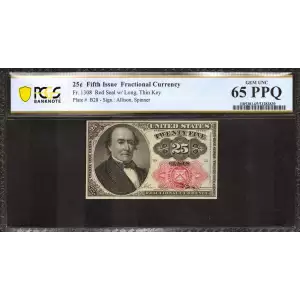 PCGS
BANKNOTE
25¢ Fifth Issue Fractional Currency
Fr. 1308 Red Seal w/ Long, Thin Key
Plate # B28 - Sign: Allison, Spinner
GEM UNC
65 PPQ
UNITED STATES
TWENTY FIVE
25